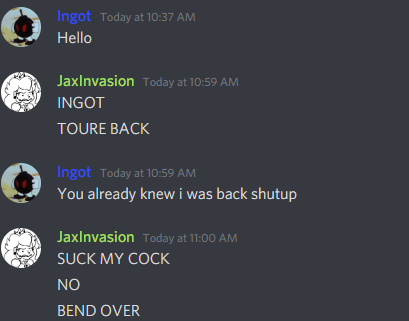 Ingot Today at 10:37 AM
Hello
JaxInvasion Today at 10:59 AM
INGOT
TOURE BACK
Ingot Today at 10:59 AM
You already knew i was back shutup
JaxInvasion Today at 11:00 AM
SUCK MY COCK
NO
BEND OVER